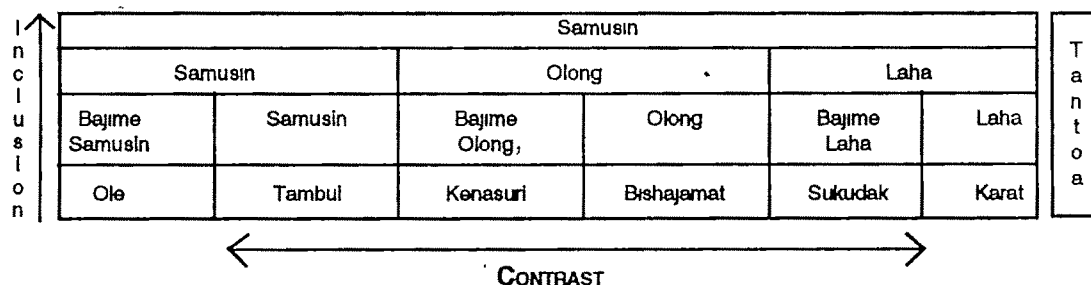 Inclusion
Samusin
Samusin Olong Laha
Bajime Samusin Bajime Olong Bajime Laha
Samusin Olong, Laha
Ole Tambul Kenasuri Bishajamat Sukudak Karat
Tantoa
CONTRAST